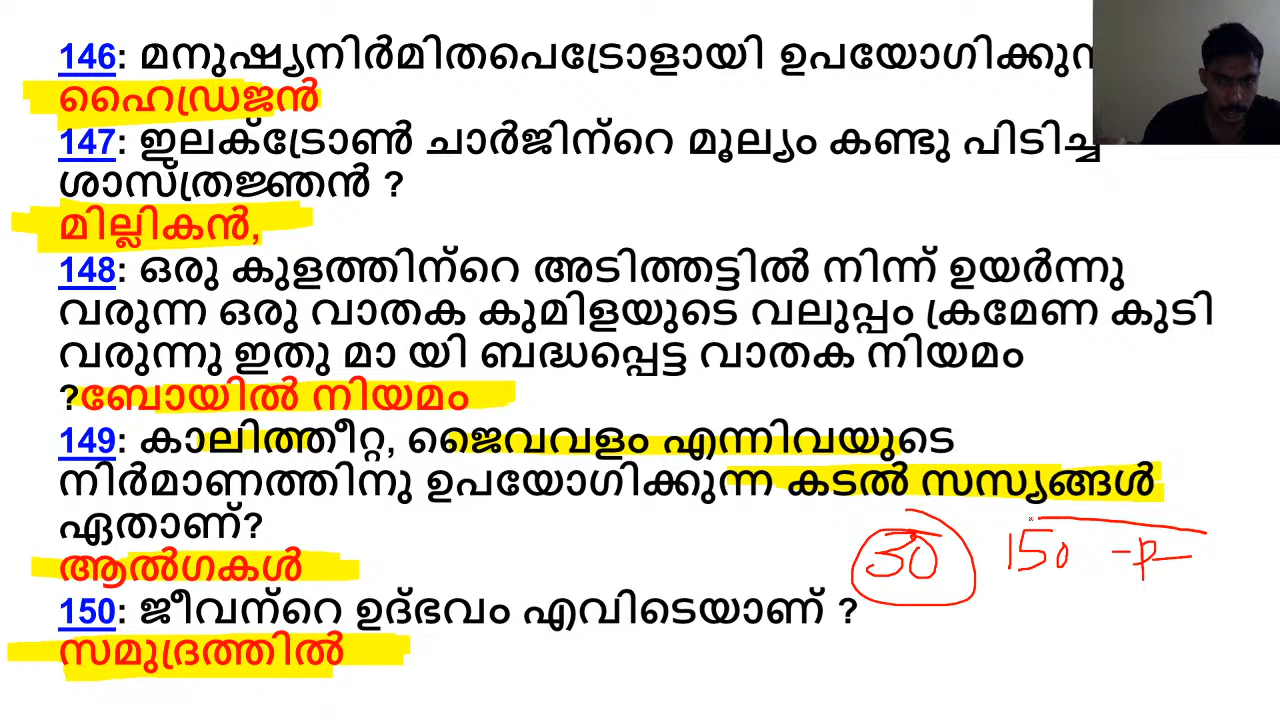 146: മനുഷ്യനിർമിതപെട്രോളായി
ഹൈഡ്രജൻ
147: ഇലക്ട്രോൺ ചാർജിന്റെ മൂല്യം കണ്ടു പിടിച്ച
ശാസ്ത്രജ്ഞൻ ?
മില്ലികൻ,
148: ഒരു കുളത്തിന്റെ അടിത്തട്ടിൽ നിന്ന് ഉയർന്നു
വരുന്ന ഒരു വാതക കുമിളയുടെ വലുപ്പം ക്രമേണ കുടി
വരുന്നു ഇതു മാ യി ബദ്ധപ്പെട്ട വാതക നിയമം
?ബോയിൽ നിയമം
149: കാലിത്തീറ്റ, ജൈവവളം എന്നിവയുടെ
നിർമാണത്തിനു ഉപയോഗിക്കുന്ന കടൽ സസ്യങ്ങൾ
ഏതാണ്?
30 150 -P-
ആൽഗകൾ
150: ജീവന്റെ ഉദ്ഭവം എവിടെയാണ് ?
സമുദ്രത്തിൽ